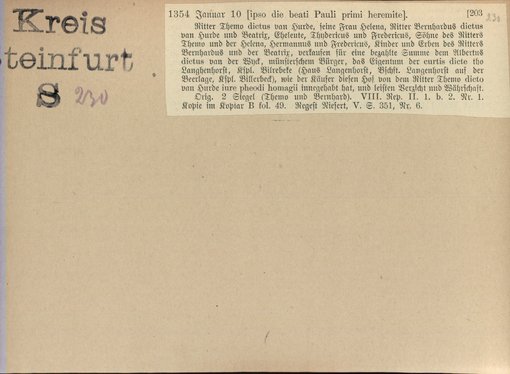 Kreis
Steinfurt
S 230
1354 Januar 10 [ipso die beati Pauli primi heremite]. [203
230
Ritter Themo dictus van Hurde, seine Frau Helena, Ritter Bernhardus dictus
van Hurde und Beatrix, Eheleute, Thydericus und Fredericus, Söhne des Ritters
Themo und der Helena, Hermannus und Fredericus, Kinder und Erben des Ritters
Bernhardus und der Beatrix, verkaufen für eine bezahlte Summe dem Albertus
dictus van der Wyck, münsterischem Bürger, das Eigentum der curtis dicte tho
Langhenhorst, Kspl. Bilrebeke (Haus Langenhorst, Bschft. Langenhorst auf der
Beerlage, Kspl. Billerbeck), wie der Käufer diesen Hof von dem Ritter Themo dicto
van Hurde iure pheodi homagii innegehabt hat, und leisten Verzicht und Währschaft.
Orig. 2 Siegel (Themo und Bernhard). VIII. Rep. II. 1. b. 2. Nr. 1.
Kopie im Kopiar B fol. 49. Regest Niesert, V. S. 351, Nr. 6.